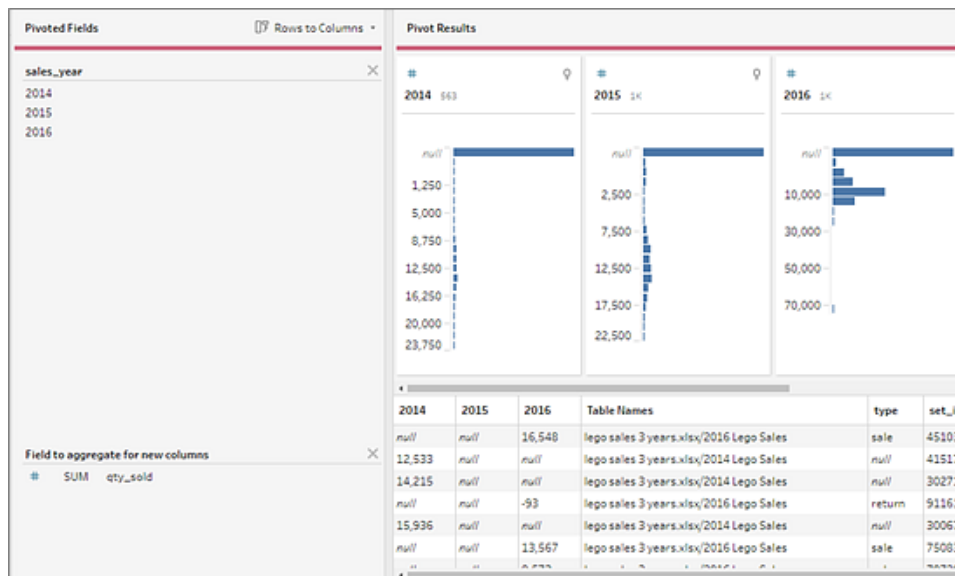 Pivoted Fields
Rows to Columns
sales_year
2014
2015
2016
Field to aggregate for new columns
# SUM qty_sold
Pivot Results
#
2014 563
null
1,250
5,000
8,750
12,500
16,250
20,000
23,750
#
2015 1K
null
2,500
7,500
12,500
17,500
22,500
#
2016 1K
null
10,000
30,000
50,000
70,000
2014 2015 2016 Table Names type
null null 16,548 lego sales 3 years.xlsx/2016 Lego Sales sale
12,533 null null lego sales 3 years.xlsx/2014 Lego Sales null
14,215 null null lego sales 3 years.xlsx/2014 Lego Sales null
null null -93 lego sales 3 years.xlsx/2016 Lego Sales return
15,936 null null lego sales 3 years.xlsx/2014 Lego Sales null
null null 13,567 lego sales 3 years.xlsx/2016 Lego Sales sale